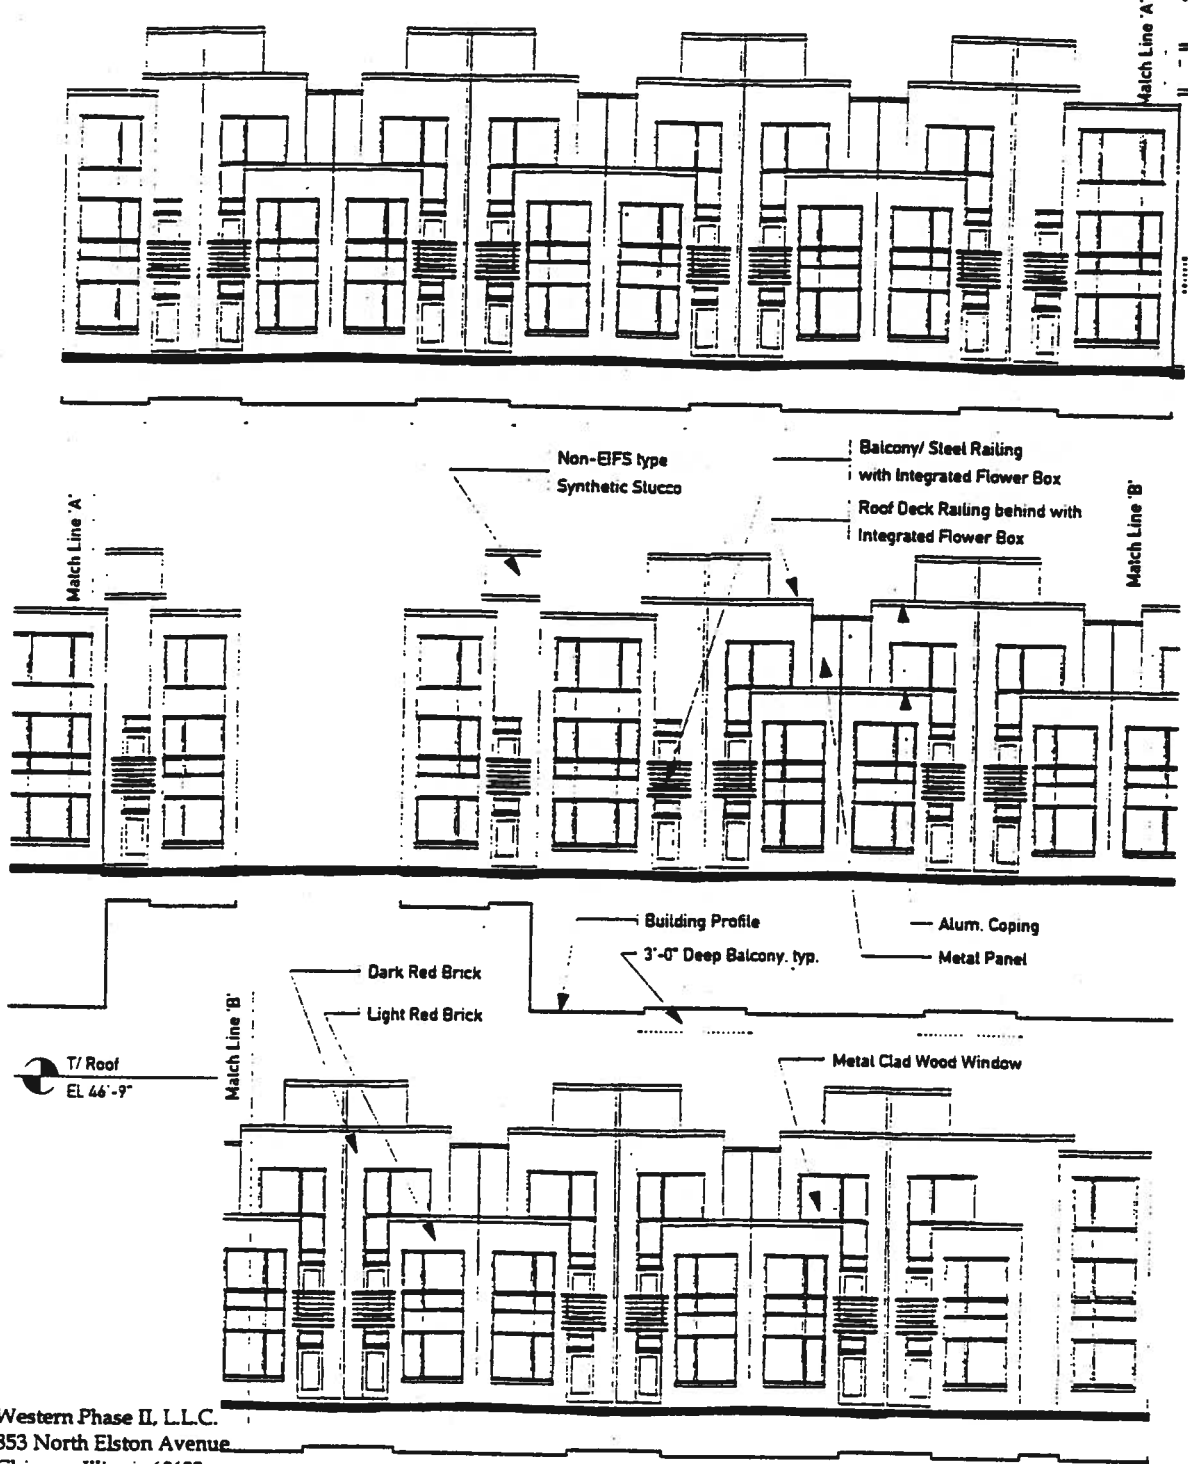 Match Line 'A'
Non-EIFS type
Synthetic Stucco
Balcony/ Steel Railing
with Integrated Flower Box
Roof Deck Railing behind with
Integrated Flower Box
Match Line 'A'
Match Line 'B'
Building Profile
3'-0" Deep Balcony. typ.
Alum. Coping
Metal Panel
Dark Red Brick
Light Red Brick
Match Line 'B'
T/ Roof
EL 46'-9"
Metal Clad Wood Window
Western Phase II, L.L.C.
853 North Elston Avenue